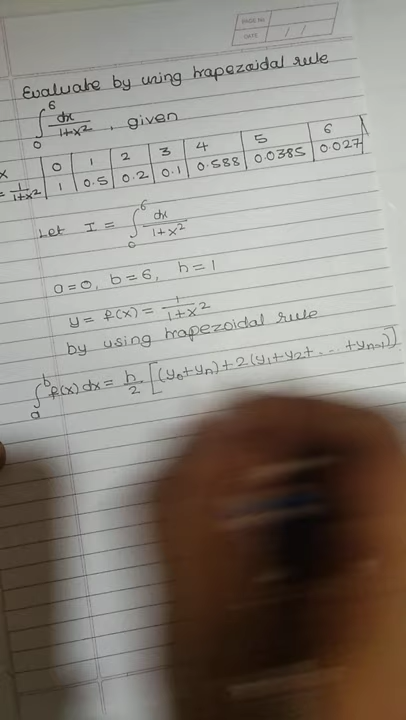 PAGE No
DATE / /
Evaluate by using trapezoidal rule
∫₀⁶ dx/1+x², given
x 0 1 2 3 4 5 6
= 1/1+x² 1 0.5 0.2 0.1 0.588 0.0385 0.027
Let I = ∫₀⁶ dx/1+x²
a=0, b=6, h=1
y = f(x) = 1/1+x²
by using trapezoidal rule
∫ₐᵇ f(x) dx = h/2 [(y₀+yₙ)+2(y₁+y₂+ . . . +yₙ₋₁)]